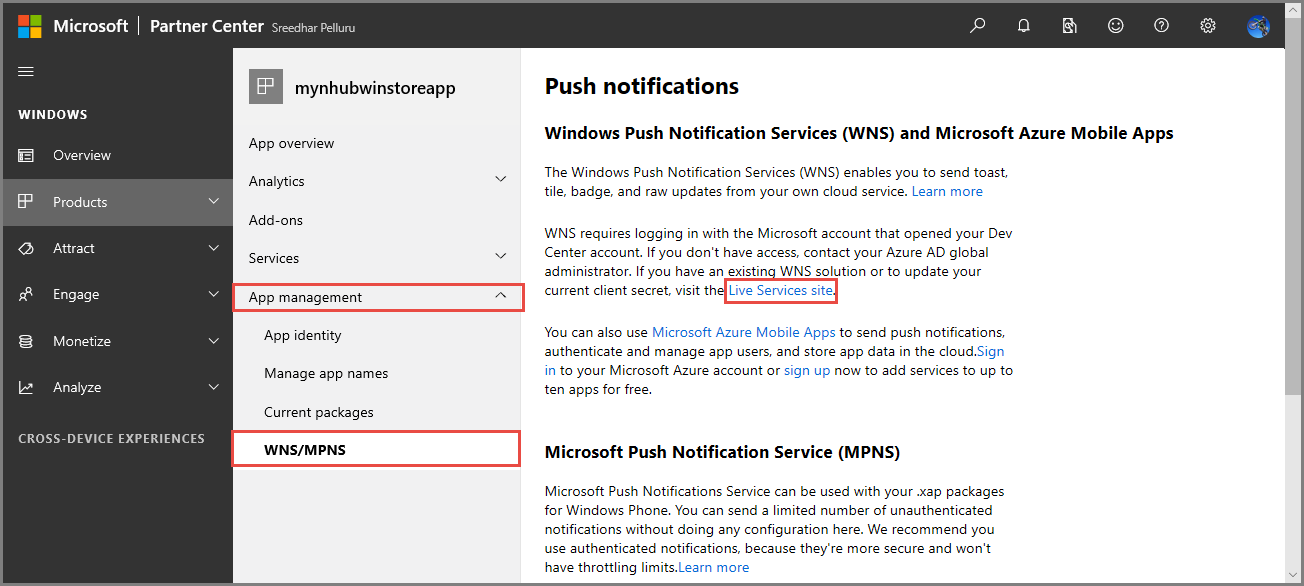 Microsoft | Partner Center Sreedhar Pelluru
WINDOWS
Overview
Products
Attract
Engage
Monetize
Analyze
CROSS-DEVICE EXPERIENCES
mynhubwinstoreapp
App overview
Analytics
Add-ons
Services
App management
App identity
Manage app names
Current packages
WNS/MPNS
Push notifications
Windows Push Notification Services (WNS) and Microsoft Azure Mobile Apps
The Windows Push Notification Services (WNS) enables you to send toast,
tile, badge, and raw updates from your own cloud service. Learn more
WNS requires logging in with the Microsoft account that opened your Dev
Center account. If you don't have access, contact your Azure AD global
administrator. If you have an existing WNS solution or to update your
current client secret, visit the Live Services site.
You can also use Microsoft Azure Mobile Apps to send push notifications,
authenticate and manage app users, and store app data in the cloud.Sign
in to your Microsoft Azure account or sign up now to add services to up to
ten apps for free.
Microsoft Push Notification Service (MPNS)
Microsoft Push Notifications Service can be used with your .xap packages
for Windows Phone. You can send a limited number of unauthenticated
notifications without doing any configuration here. We recommend you
use authenticated notifications, because they're more secure and won't
have throttling limits.Learn more